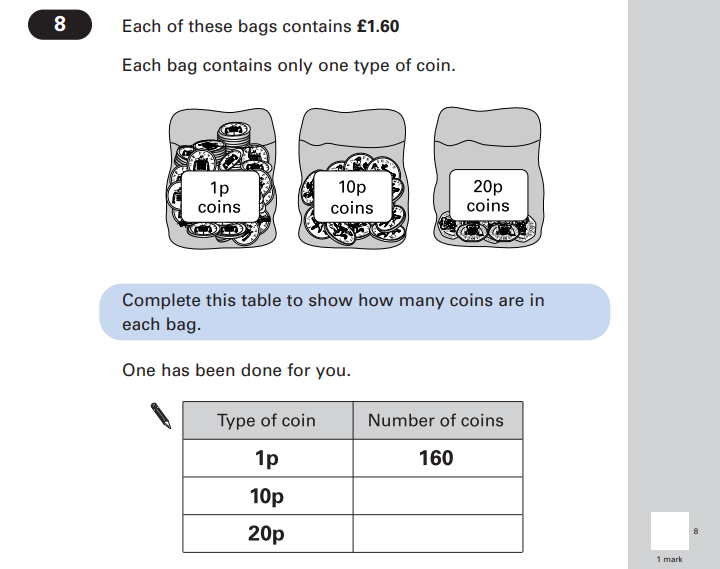 8
Each of these bags contains £1.60
Each bag contains only one type of coin.
1p
coins
10p
coins
20p
coins
Complete this table to show how many coins are in
each bag.
One has been done for you.
Type of coin Number of coins
1p 160
10p
20p
8
1 mark